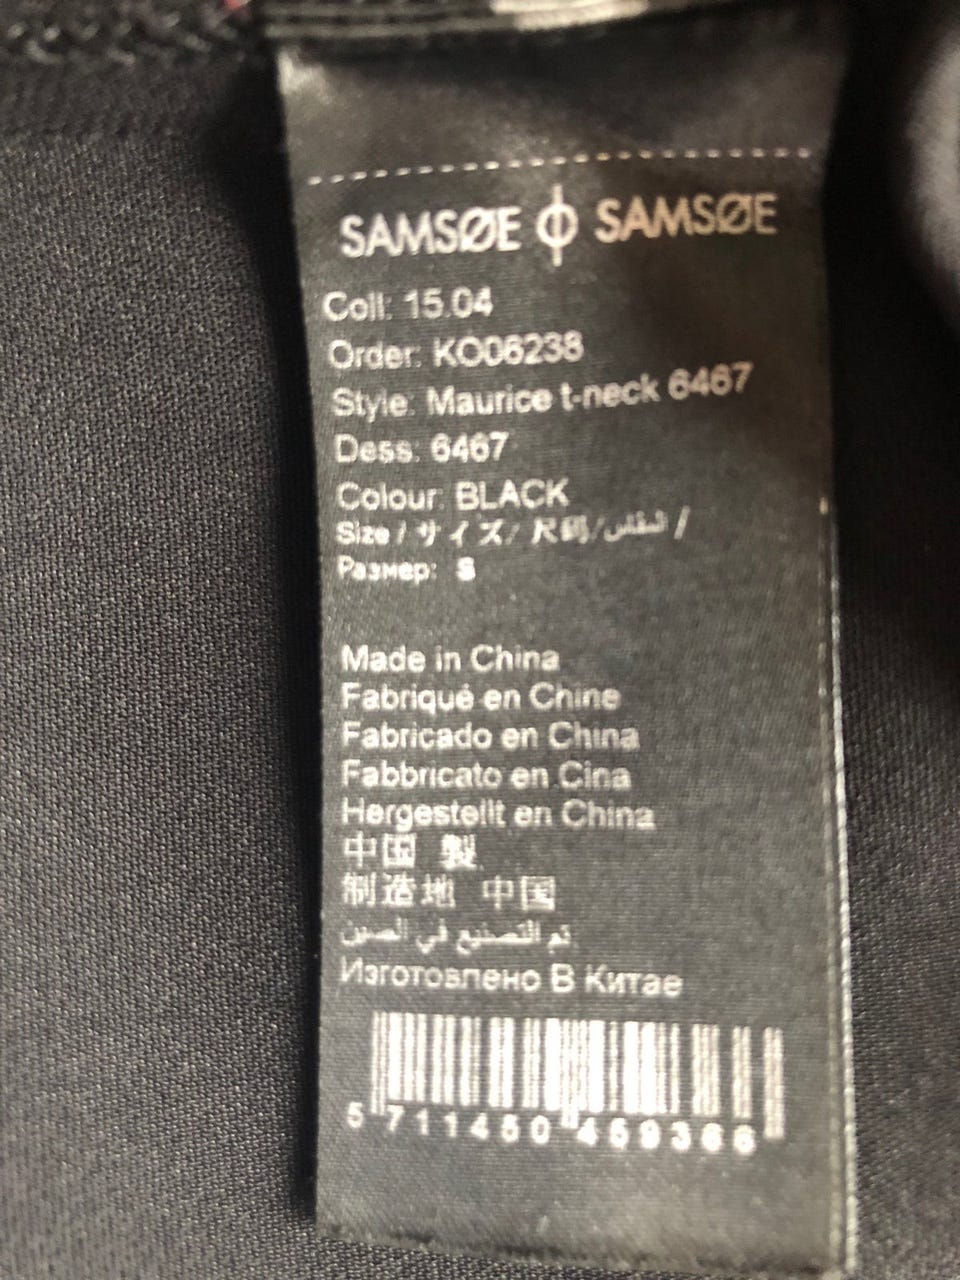 SAMSØE ɸ SAMSØE
Coll: 15.04
Order: KO06238
Style: Maurice t-neck 6467
Dess: 6467
Colour: BLACK
Size / サイズ/ 尺码/المقاس /
Размер: S
Made in China
Fabriqué en Chine
Fabricado en China
Fabbricato en Cina
Hergestellt en China
中国 製
制造地 中国
تم التصنيع في الصين
Изготовлено В Китае
5 711450 459366